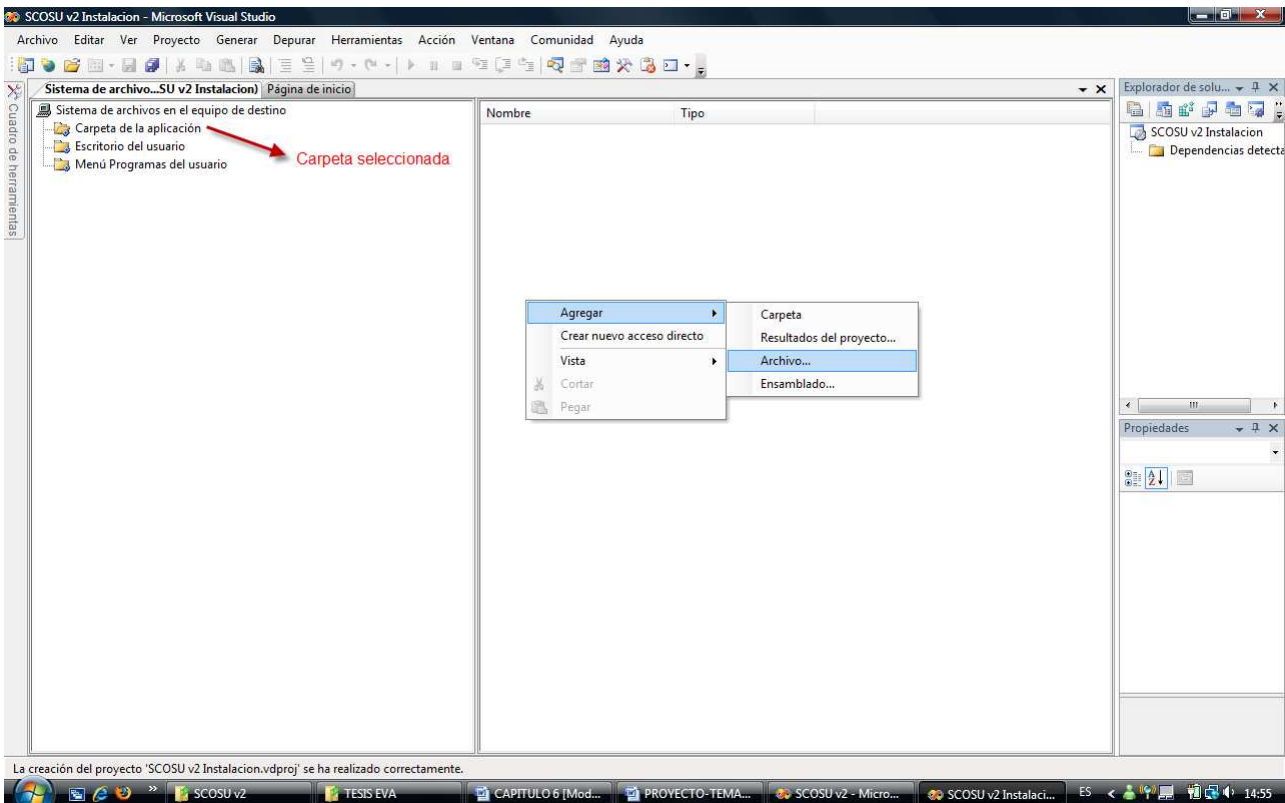 SCOSU v2 Instalacion - Microsoft Visual Studio
Archivo Editar Ver Proyecto Generar Depurar Herramientas Acción Ventana Comunidad Ayuda
Sistema de archivo...SU v2 Instalacion) Página de inicio
Cuadro de herramientas
Sistema de archivos en el equipo de destino
Carpeta de la aplicación
Escritorio del usuario
Menú Programas del usuario
Carpeta seleccionada
Nombre Tipo
Agregar
Crear nuevo acceso directo
Vista
Cortar
Pegar
Carpeta
Resultados del proyecto...
Archivo...
Ensamblado...
Explorador de solu...
SCOSU v2 Instalacion
Dependencias detecta
Propiedades
La creación del proyecto 'SCOSU v2 Instalacion.vdproj' se ha realizado correctamente.
SCOSU v2 TESIS EVA CAPITULO 6 [Mod... PROYECTO-TEMA... SCOSU v2 - Micro... SCOSU v2 Instalaci... ES 14:55